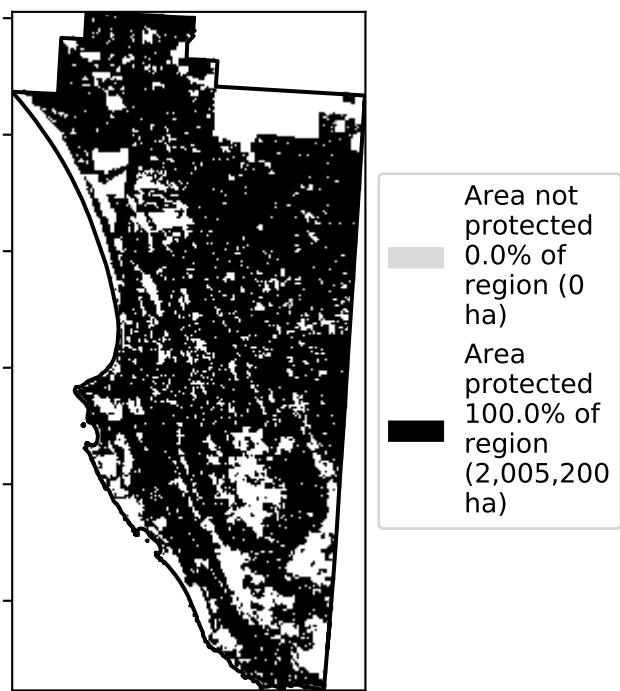 Area not
protected
0.0% of
region (0
ha)
Area
protected
100.0% of
region
(2,005,200
ha)